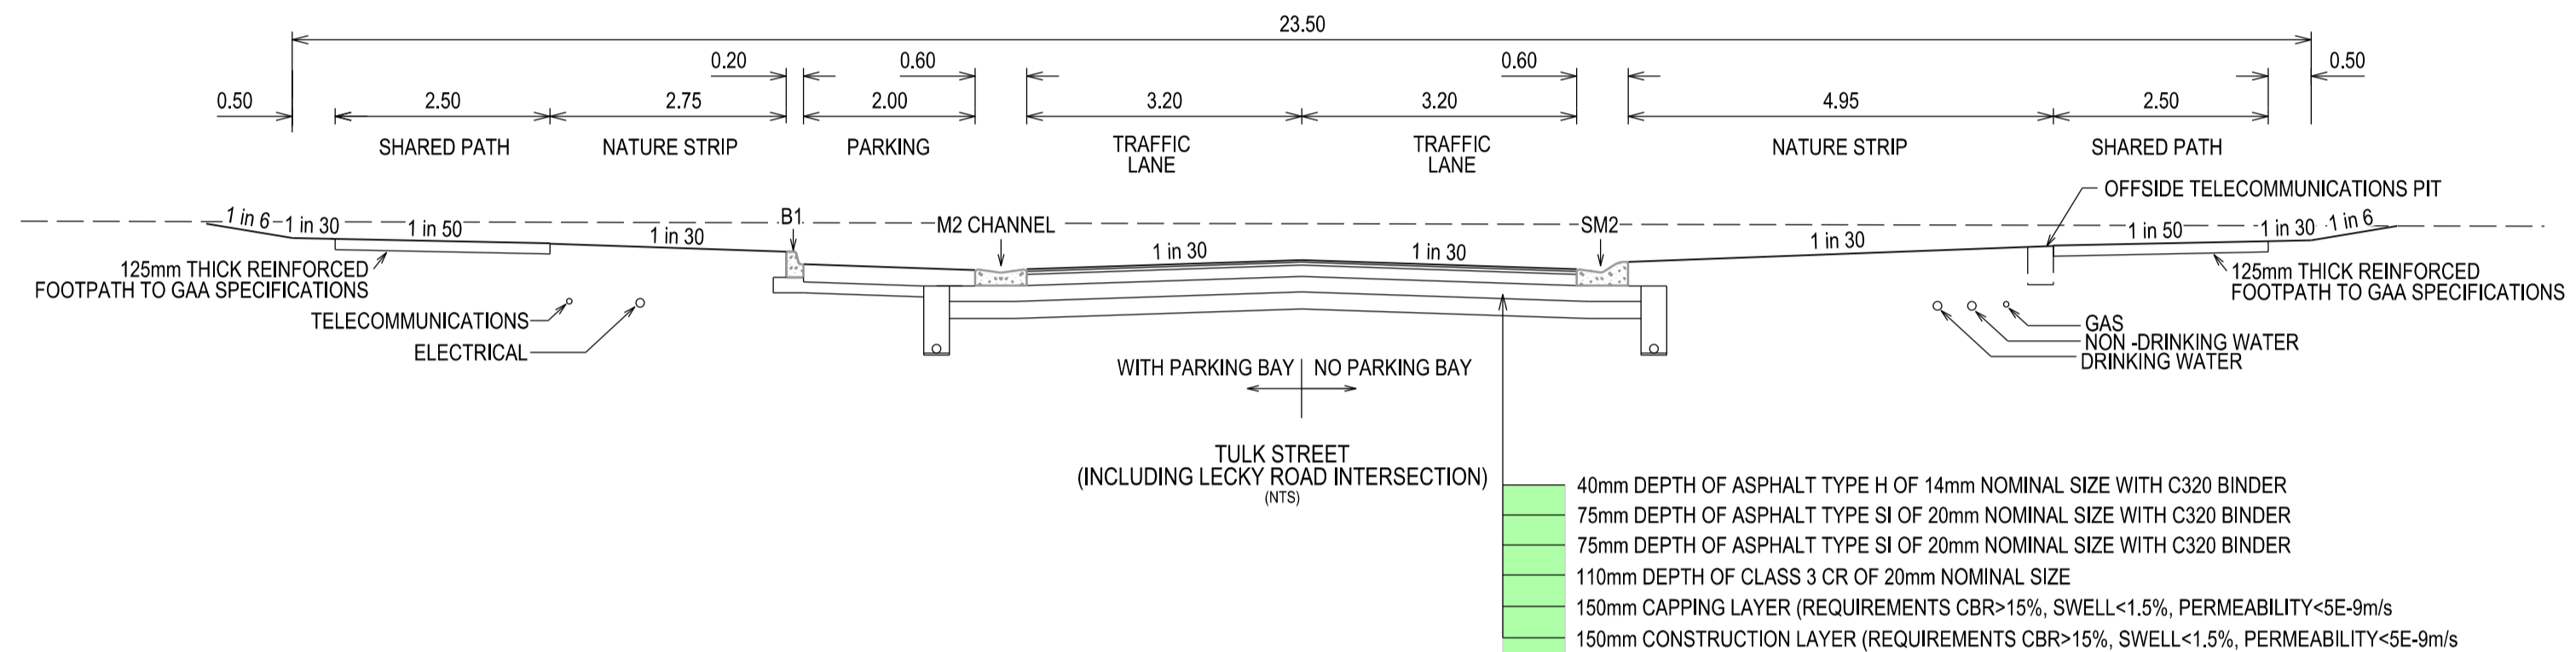 23.50
0.20
0.60
0.60
0.50
0.50
2.50
2.75
2.00
3.20
3.20
4.95
2.50
SHARED PATH
NATURE STRIP
PARKING
TRAFFIC
LANE
TRAFFIC
LANE
NATURE STRIP
SHARED PATH
OFFSIDE TELECOMMUNICATIONS PIT
1 in 6
1 in 30
1 in 50
1 in 30
B1
M2 CHANNEL
1 in 30
1 in 30
SM2
1 in 30
1 in 50
1 in 30
1 in 6
125mm THICK REINFORCED
FOOTPATH TO GAA SPECIFICATIONS
125mm THICK REINFORCED
FOOTPATH TO GAA SPECIFICATIONS
TELECOMMUNICATIONS
ELECTRICAL
GAS
NON -DRINKING WATER
DRINKING WATER
WITH PARKING BAY
NO PARKING BAY
TULK STREET
(INCLUDING LECKY ROAD INTERSECTION)
(NTS)
40mm DEPTH OF ASPHALT TYPE H OF 14mm NOMINAL SIZE WITH C320 BINDER
75mm DEPTH OF ASPHALT TYPE SI OF 20mm NOMINAL SIZE WITH C320 BINDER
75mm DEPTH OF ASPHALT TYPE SI OF 20mm NOMINAL SIZE WITH C320 BINDER
110mm DEPTH OF CLASS 3 CR OF 20mm NOMINAL SIZE
150mm CAPPING LAYER (REQUIREMENTS CBR>15%, SWELL<1.5%, PERMEABILITY<5E-9m/s
150mm CONSTRUCTION LAYER (REQUIREMENTS CBR>15%, SWELL<1.5%, PERMEABILITY<5E-9m/s